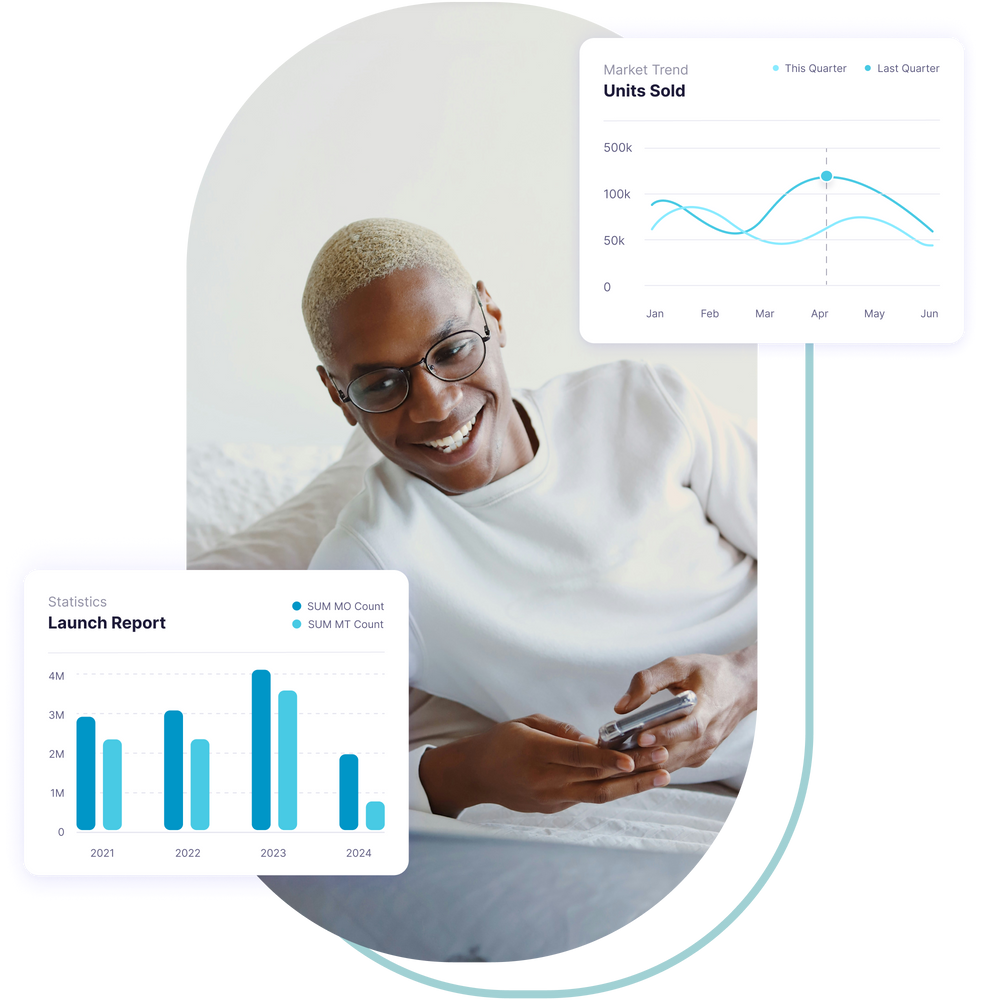 Market Trend
Units Sold
This Quarter
Last Quarter
500k
100k
50k
0
Jan Feb Mar Apr May Jun
Statistics
Launch Report
SUM MO Count
SUM MT Count
4M
3M
2M
1M
0
2021 2022 2023 2024